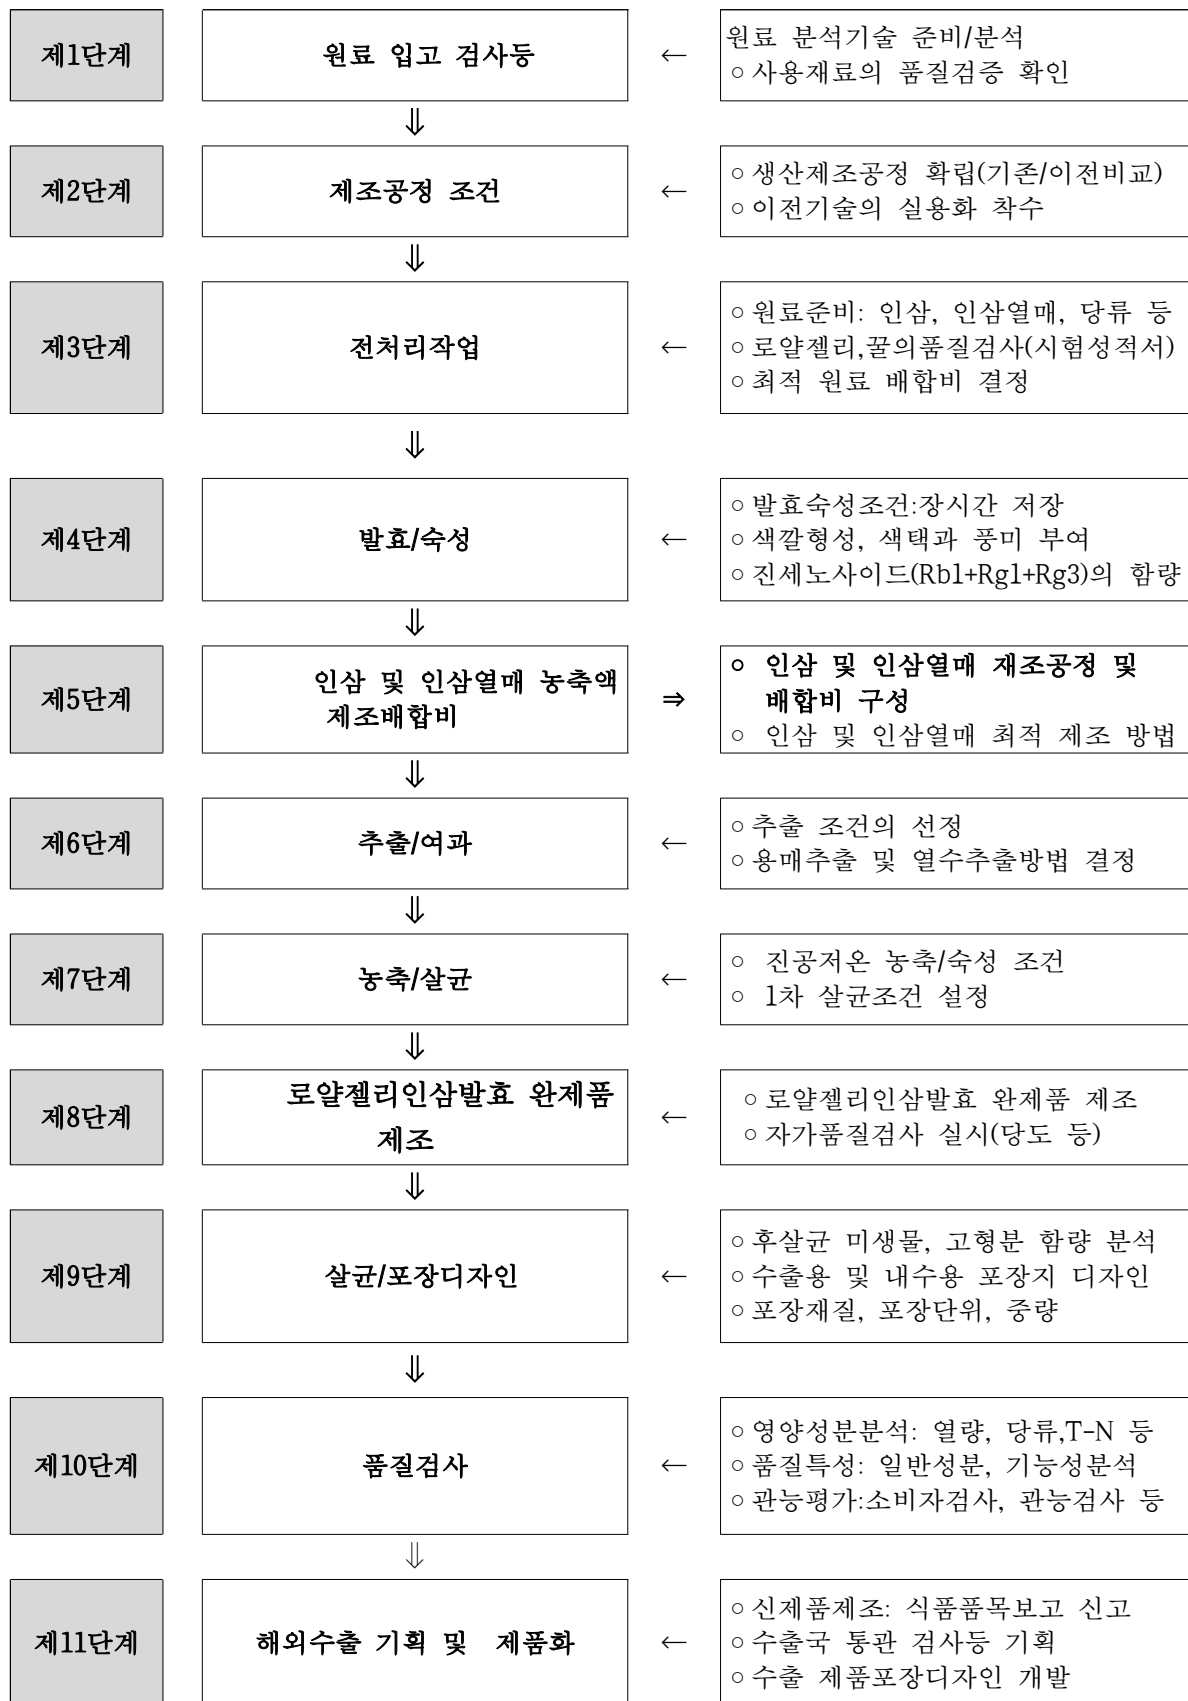 제1단계
원료 입고 검사등
←
원료 분석기술 준비/분석
○ 사용재료의 품질검증 확인
⇓
제2단계
제조공정 조건
←
○ 생산제조공정 확립(기존/이전비교)
○ 이전기술의 실용화 착수
⇓
제3단계
전처리작업
←
○ 원료준비: 인삼, 인삼열매, 당류 등
○ 로얄젤리,꿀의품질검사(시험성적서)
○ 최적 원료 배합비 결정
⇓
제4단계
발효/숙성
←
○ 발효숙성조건:장시간 저장
○ 색깔형성, 색택과 풍미 부여
○ 진세노사이드(Rb1+Rg1+Rg3)의 함량
⇓
제5단계
인삼 및 인삼열매 농축액
제조배합비
⇒
○ 인삼 및 인삼열매 재조공정 및
배합비 구성
○ 인삼 및 인삼열매 최적 제조 방법
⇓
제6단계
추출/여과
←
○ 추출 조건의 선정
○ 용매추출 및 열수추출방법 결정
⇓
제7단계
농축/살균
←
○ 진공저온 농축/숙성 조건
○ 1차 살균조건 설정
⇓
제8단계
로얄젤리인삼발효 완제품
제조
←
○ 로얄젤리인삼발효 완제품 제조
○ 자가품질검사 실시(당도 등)
⇓
제9단계
살균/포장디자인
←
○ 후살균 미생물, 고형분 함량 분석
○ 수출용 및 내수용 포장지 디자인
○ 포장재질, 포장단위, 중량
⇓
제10단계
품질검사
←
○ 영양성분분석: 열량, 당류,T-N 등
○ 품질특성: 일반성분, 기능성분석
○ 관능평가:소비자검사, 관능검사 등
⇓
제11단계
해외수출 기획 및 제품화
←
○ 신제품제조: 식품품목보고 신고
○ 수출국 통관 검사등 기획
○ 수출 제품포장디자인 개발